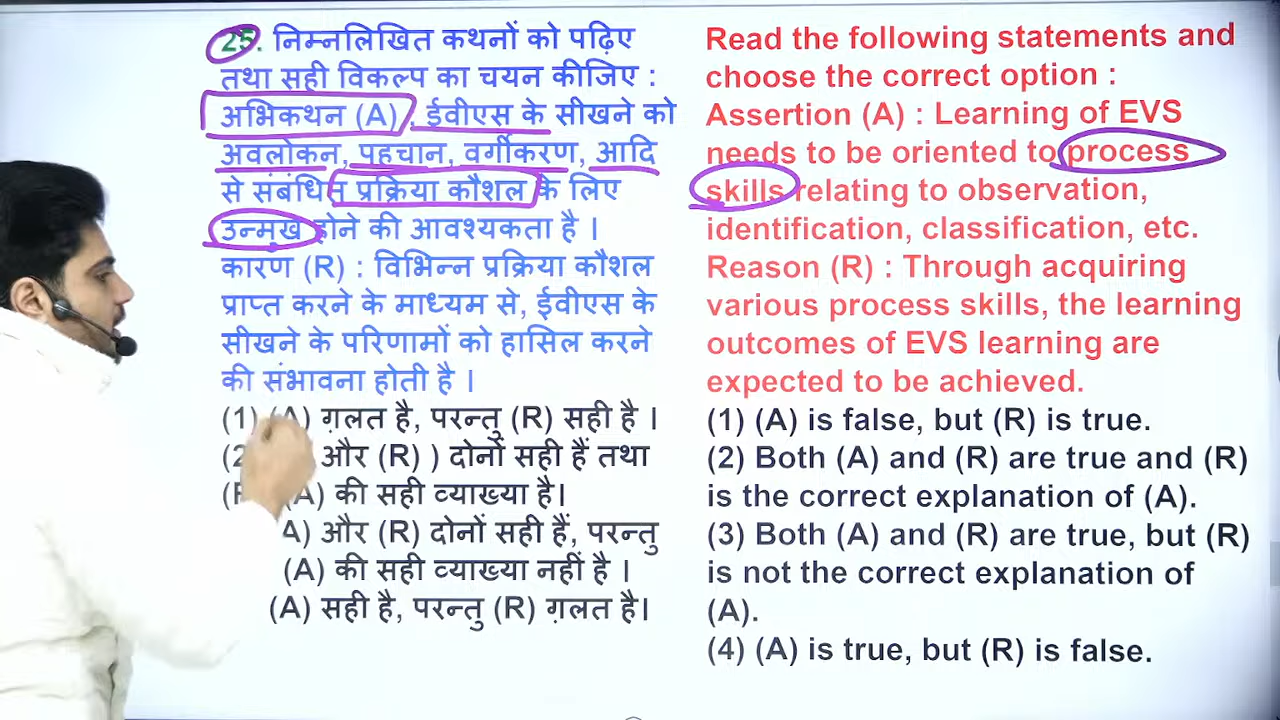 25. निम्नलिखित कथनों को पढ़िए
तथा सही विकल्प का चयन कीजिए :
अभिकथन (A) . ईवीएस के सीखने को
अवलोकन, पहचान, वर्गीकरण, आदि
से संबंधित प्रक्रिया कौशल के लिए
उन्मुख होने की आवश्यकता है ।
कारण (R) : विभिन्न प्रक्रिया कौशल
प्राप्त करने के माध्यम से, ईवीएस के
सीखने के परिणामों को हासिल करने
की संभावना होती है ।
(1) (A) ग़लत है, परन्तु (R) सही है ।
और (R) ) दोनों सही हैं तथा
(A) की सही व्याख्या है।
(A) और (R) दोनों सही हैं, परन्तु
(A) की सही व्याख्या नहीं है ।
(A) सही है, परन्तु (R) ग़लत है।
Read the following statements and
choose the correct option :
Assertion (A) : Learning of EVS
needs to be oriented to process
skills relating to observation,
identification, classification, etc.
Reason (R) : Through acquiring
various process skills, the learning
outcomes of EVS learning are
expected to be achieved.
(1) (A) is false, but (R) is true.
(2) Both (A) and (R) are true and (R)
is the correct explanation of (A).
(3) Both (A) and (R) are true, but (R)
is not the correct explanation of
(A).
(4) (A) is true, but (R) is false.